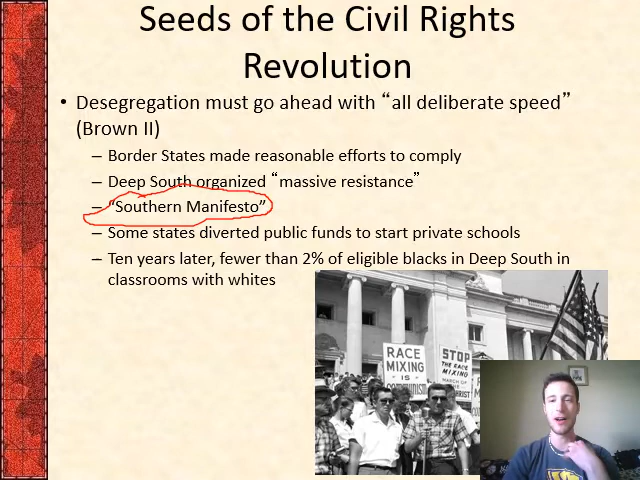 Seeds of the Civil Rights
Revolution
• Desegregation must go ahead with “all deliberate speed”
(Brown II)
– Border States made reasonable efforts to comply
– Deep South organized “massive resistance”
– “Southern Manifesto”
– Some states diverted public funds to start private schools
– Ten years later, fewer than 2% of eligible blacks in Deep South in
classrooms with whites
RACE
MIXING
IS
COMMUNISM
STOP
THE RACE
MIXING
MARCH OF